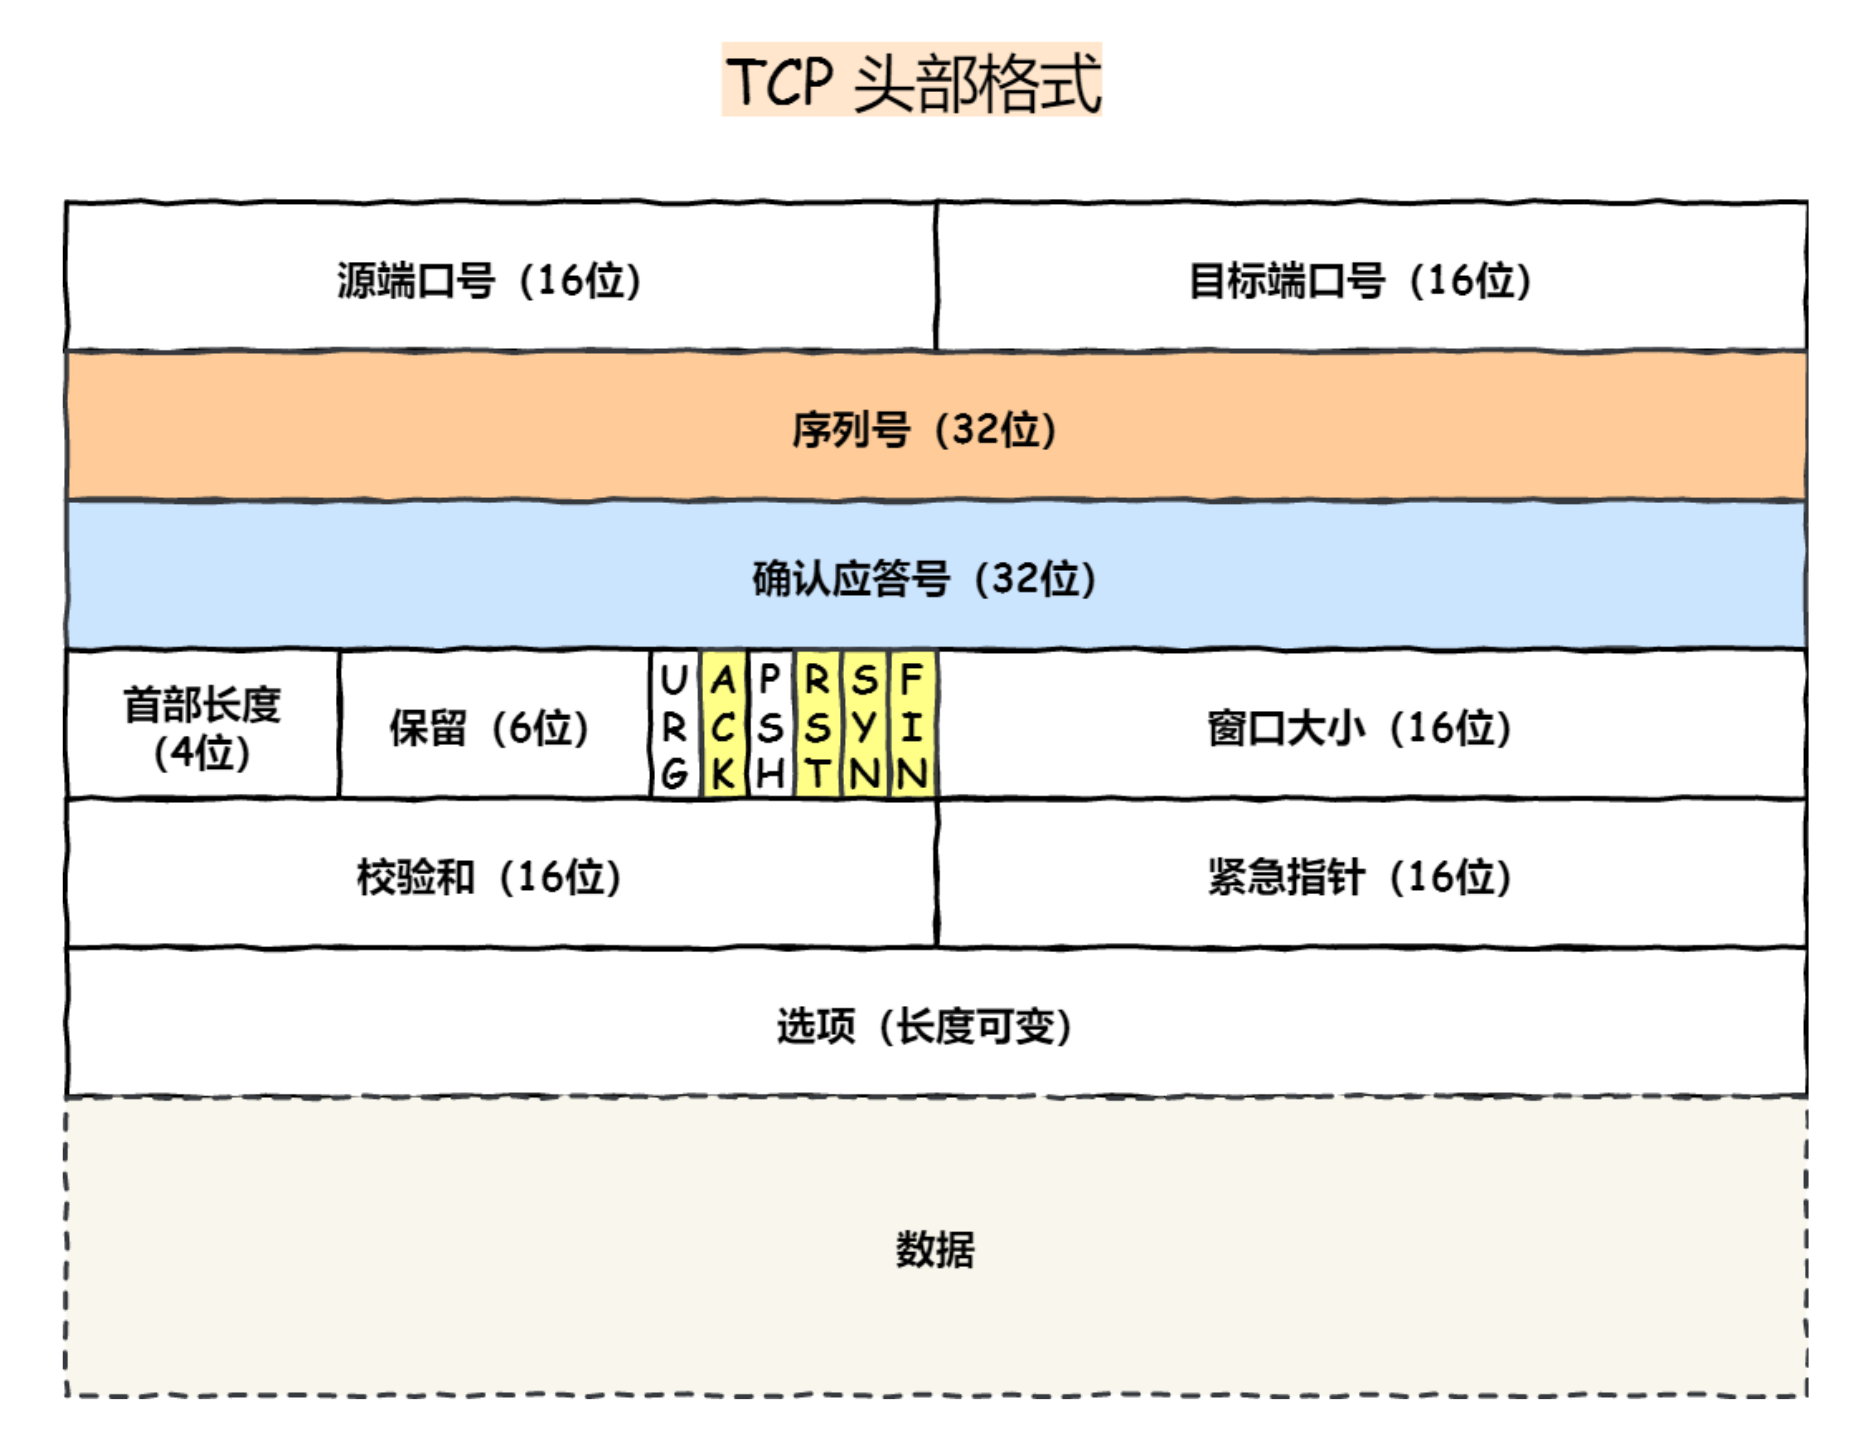 TCP 头部格式
源端口号（16位）
目标端口号（16位）
序列号（32位）
确认应答号（32位）
首部长度
（4位）
保留（6位）
URG
ACK
PSH
RST
SYN
FIN
窗口大小（16位）
校验和（16位）
紧急指针（16位）
选项（长度可变）
数据